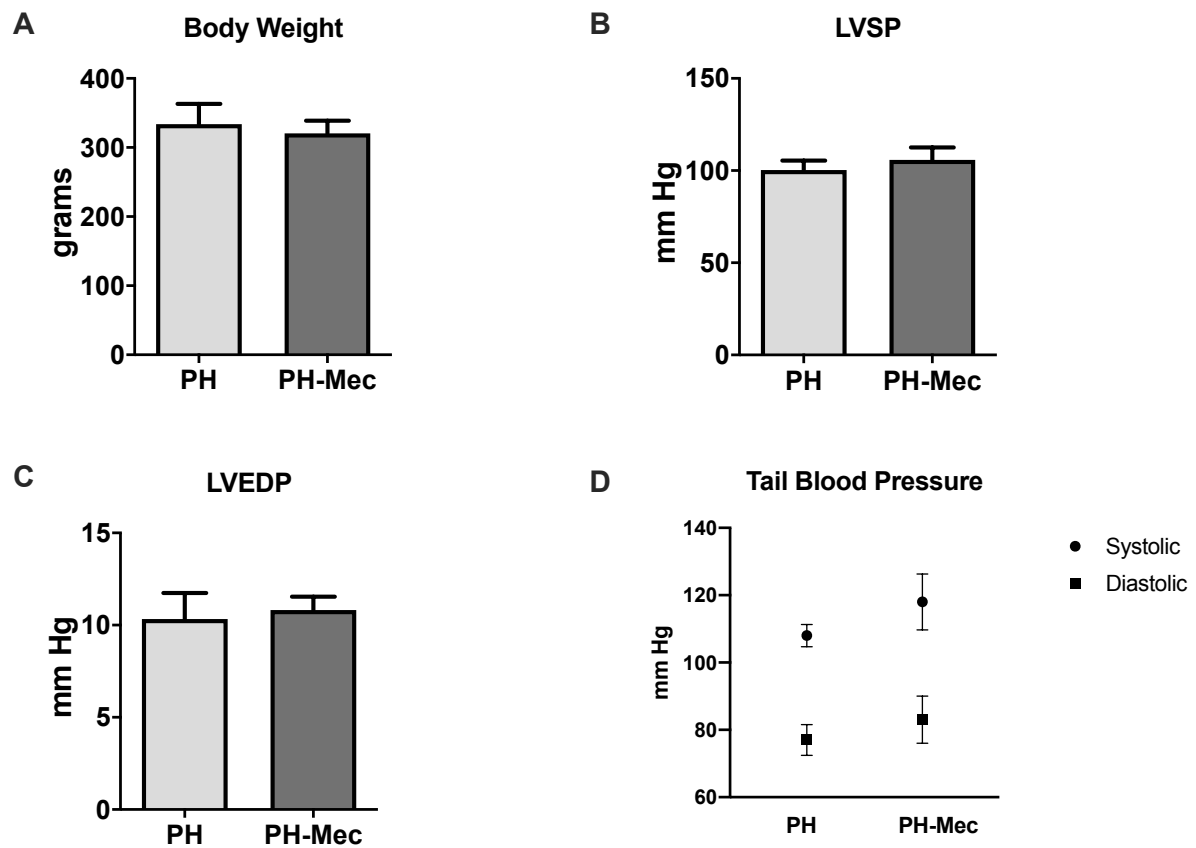 A
Body Weight
grams
400
300
200
100
0
PH PH-Mec
B
LVSP
mm Hg
150
100
50
0
PH PH-Mec
C
LVEDP
mm Hg
15
10
5
0
PH PH-Mec
D
Tail Blood Pressure
mm Hg
140
120
100
80
60
PH PH-Mec
Systolic
Diastolic